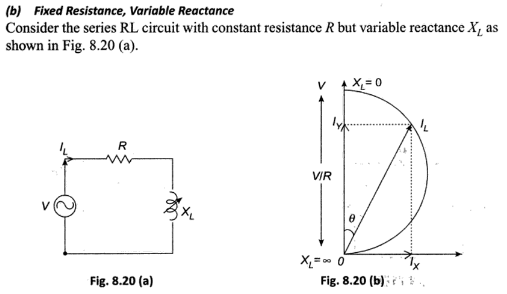 (b) Fixed Resistance, Variable Reactance
Consider the series RL circuit with constant resistance R but variable reactance X_L as
shown in Fig. 8.20 (a).
I_L
R
V
X_L
Fig. 8.20 (a)
V
X_L = 0
I_Y
I_L
V/R
θ
X_L = ∞ 0
I_X
Fig. 8.20 (b)